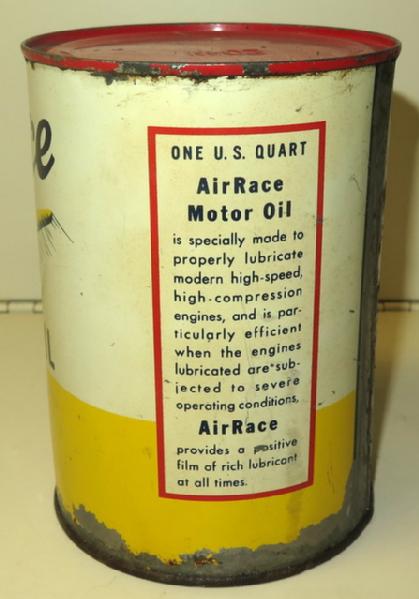 ce
L
ONE U. S. QUART
AirRace
Motor Oil
is specially made to
properly lubricate
modern high-speed,
high-compression
engines, and is par-
ticularly efficient
when the engines
lubricated are sub-
jected to severe
operating conditions,
AirRace
provides a positive
film of rich lubricant
at all times.